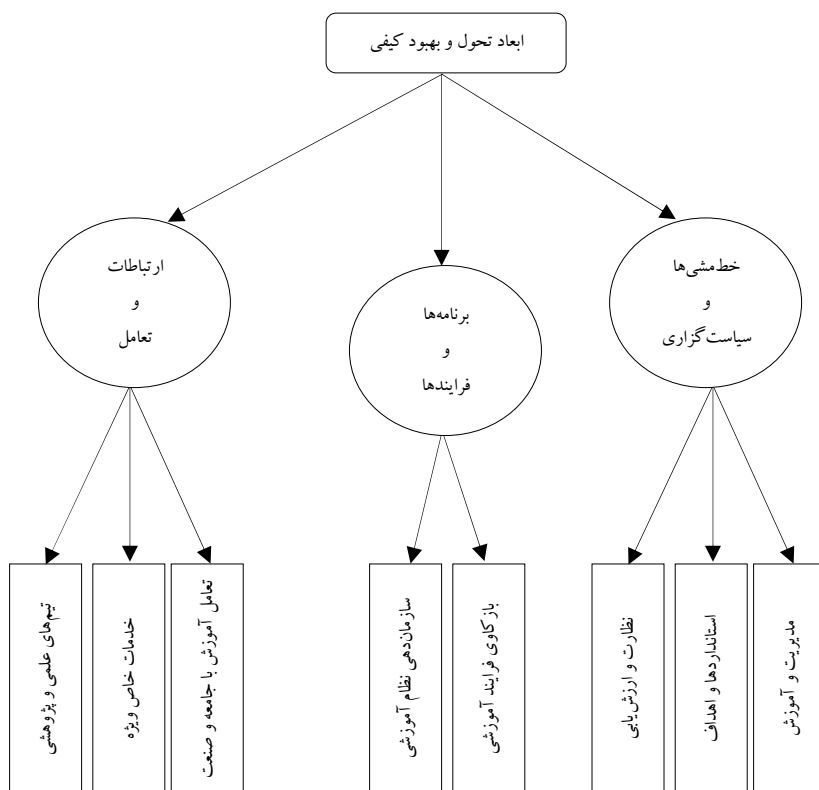 ابعاد تحول و بهبود کیفی
خط‌مشی‌ها
و
سیاست‌گزاری
برنامه‌ها
و
فرایندها
ارتباطات
و
تعامل
مدیریت و آموزش
استانداردها و اهداف
نظارت و ارزش‌یابی
بازکاوی فرایند آموزشی
سازمان‌دهی نظام آموزشی
تعامل آموزش با جامعه و صنعت
خدمات خاص ویژه
تیم‌های علمی و پژوهشی